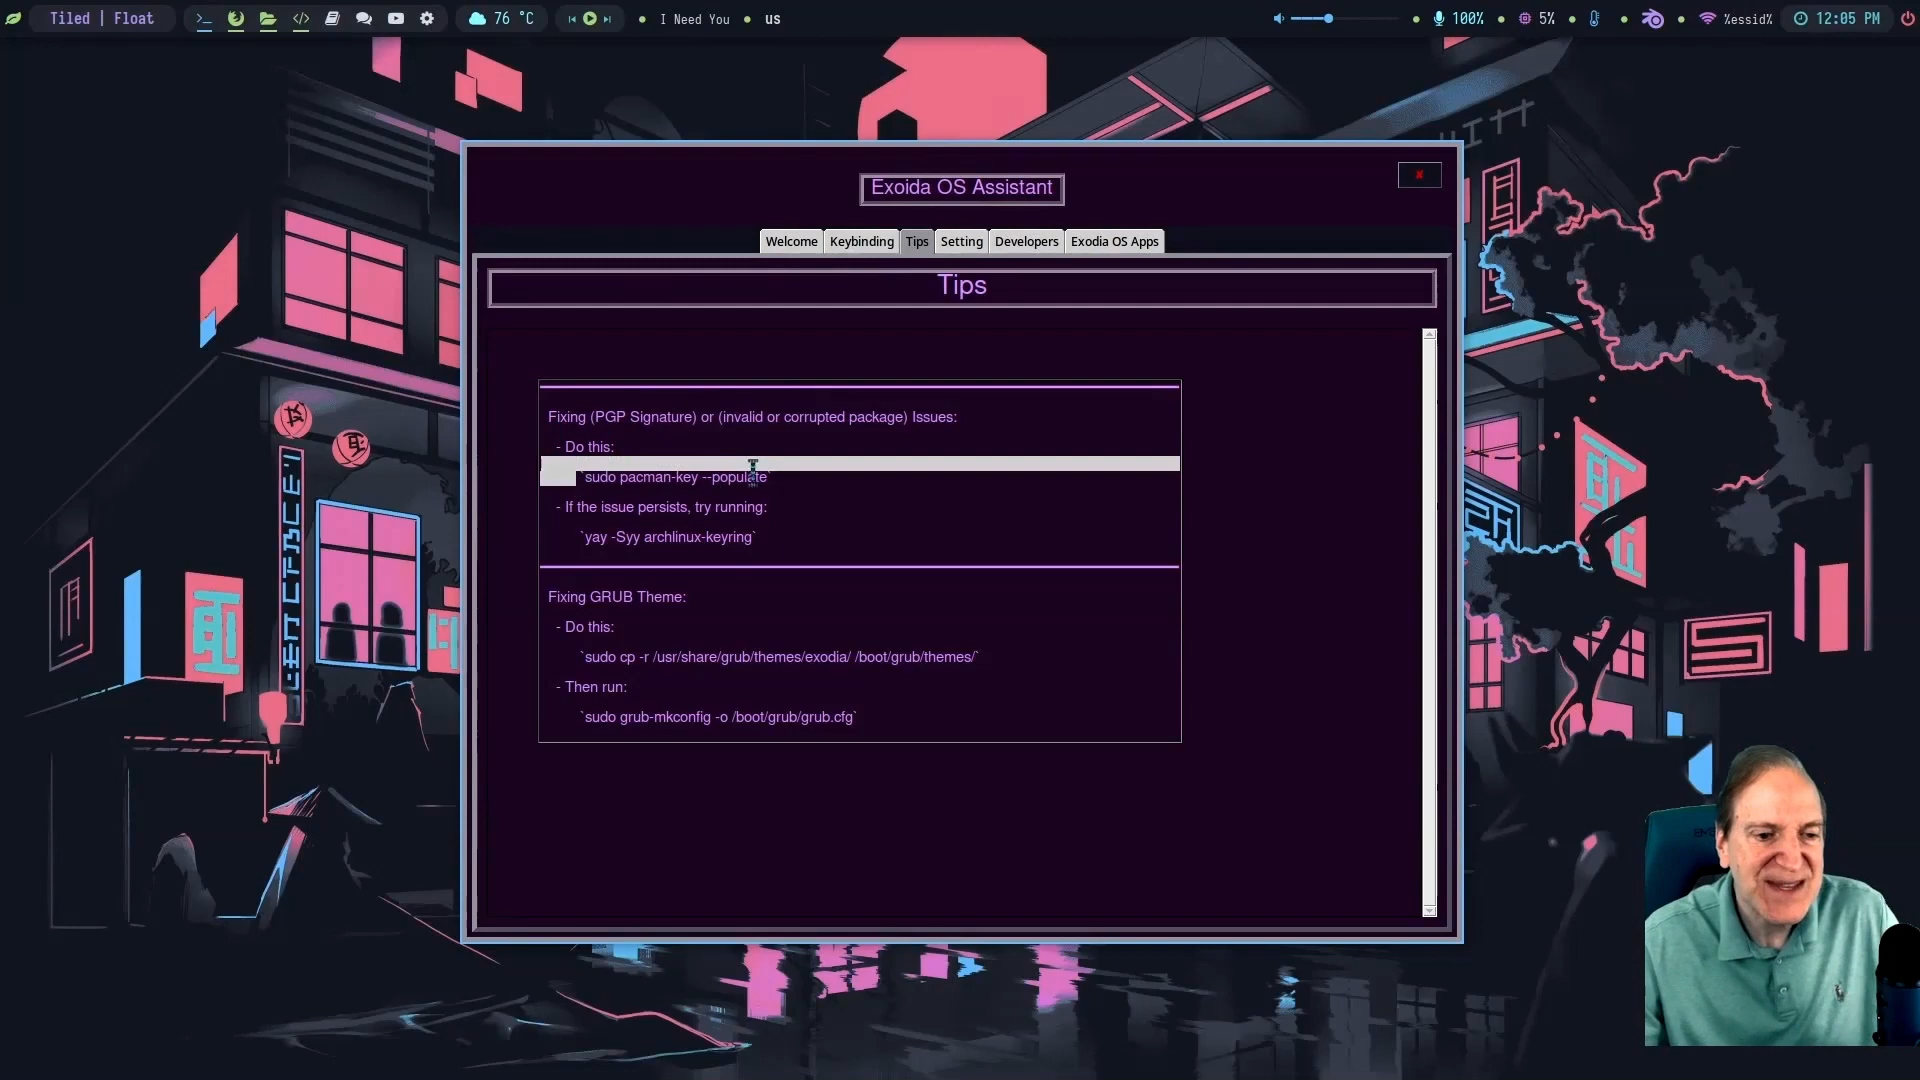 Tiled | Float
76 °C
I Need You
us
100%
5%
%essid%
12:05 PM
Exoida OS Assistant
Welcome
Keybinding
Tips
Setting
Developers
Exodia OS Apps
Tips
Fixing (PGP Signature) or (invalid or corrupted package) Issues:
- Do this:
`sudo pacman-key --populate`
- If the issue persists, try running:
`yay -Syy archlinux-keyring`
Fixing GRUB Theme:
- Do this:
`sudo cp -r /usr/share/grub/themes/exodia/ /boot/grub/themes/`
- Then run:
`sudo grub-mkconfig -o /boot/grub/grub.cfg`